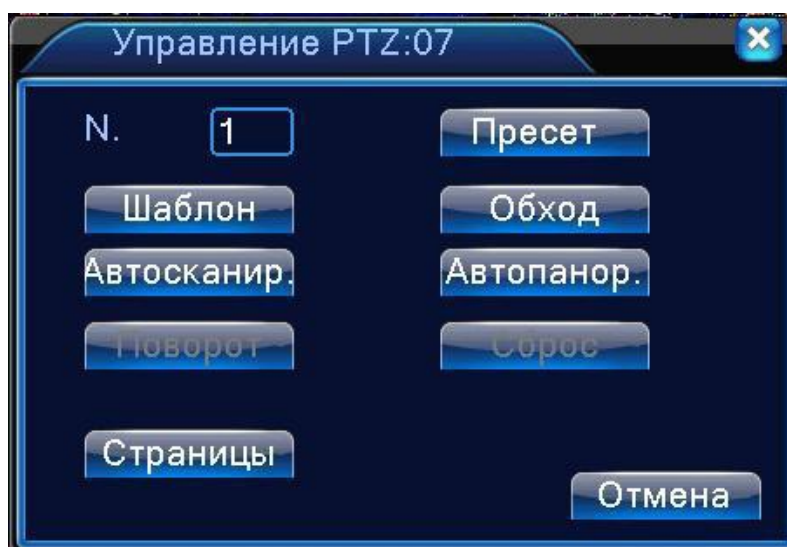 Управление PTZ:07
N. 1 Пресет
Шаблон Обход
Автосканир. Автопанор.
Поворот Сброс
Страницы
Отмена